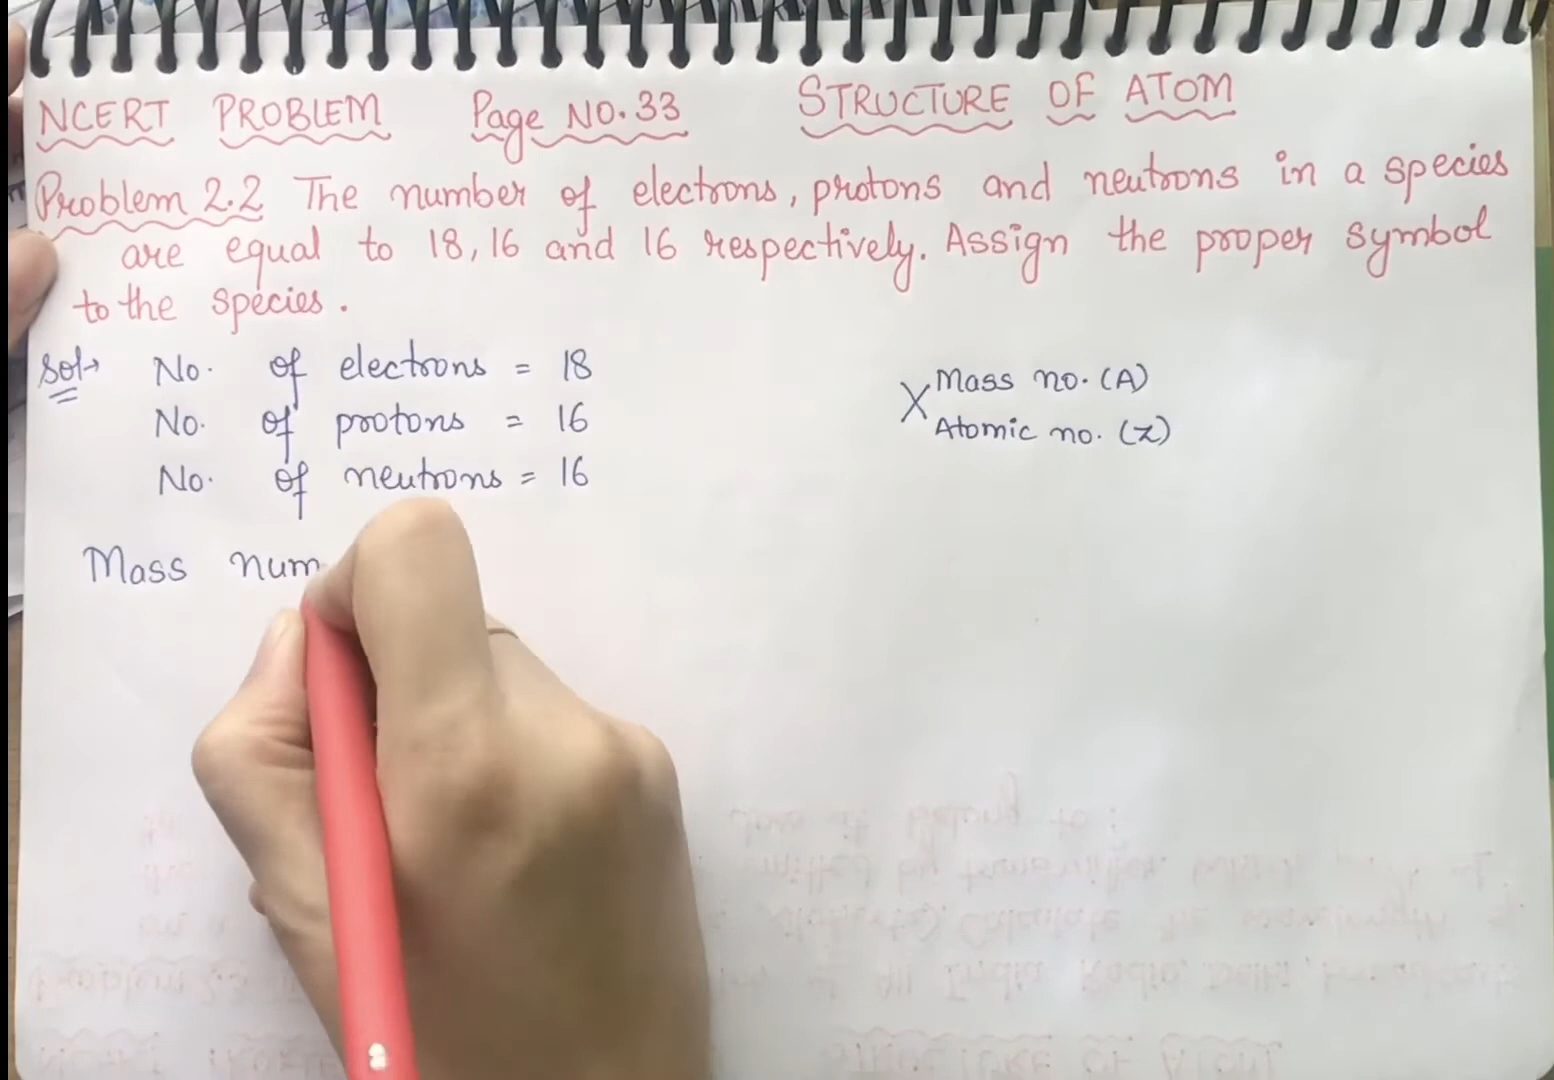 NCERT PROBLEM Page NO.33 STRUCTURE OF ATOM
Problem 2.2 The number of electrons, protons and neutrons in a species
are equal to 18, 16 and 16 respectively. Assign the proper symbol
to the species.
Sol→ No. of electrons = 18
No. of protons = 16
No. of neutrons = 16
X Mass no. (A)
Atomic no. (Z)
Mass num